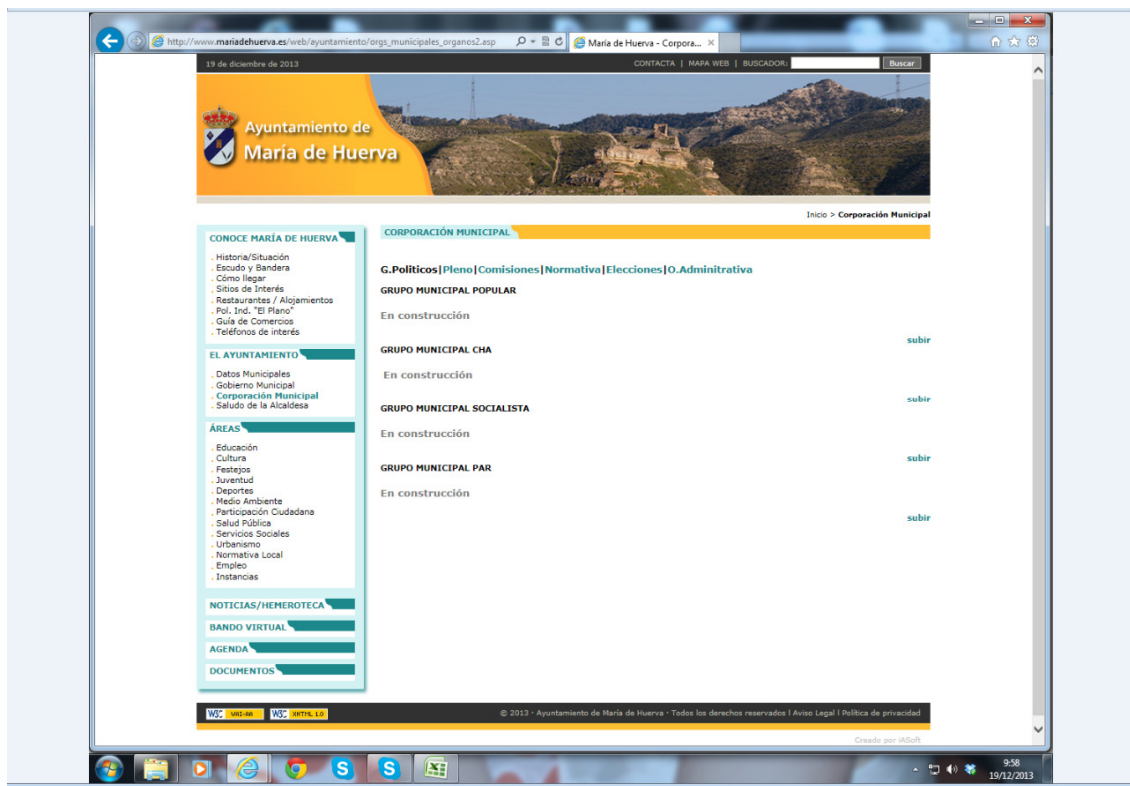 http://www.mariadehuerva.es/web/ayuntamiento/orgs_municipales_organos2.asp
María de Huerva - Corpora...
19 de diciembre de 2013
CONTACTA | MAPA WEB | BUSCADOR: Buscar
Ayuntamiento de
María de Huerva
Inicio > Corporación Municipal
CONOCE MARÍA DE HUERVA
. Historia/Situación
. Escudo y Bandera
. Cómo llegar
. Sitios de Interés
. Restaurantes / Alojamientos
. Pol. Ind. "El Plano"
. Guía de Comercios
. Teléfonos de interés
EL AYUNTAMIENTO
. Datos Municipales
. Gobierno Municipal
. Corporación Municipal
. Saludo de la Alcaldesa
ÁREAS
. Educación
. Cultura
. Festejos
. Juventud
. Deportes
. Medio Ambiente
. Participación Ciudadana
. Salud Pública
. Servicios Sociales
. Urbanismo
. Normativa Local
. Empleo
. Instancias
NOTICIAS/HEMEROTECA
BANDO VIRTUAL
AGENDA
DOCUMENTOS
CORPORACIÓN MUNICIPAL
G.Politicos|Pleno|Comisiones|Normativa|Elecciones|O.Adminitrativa
GRUPO MUNICIPAL POPULAR
En construcción
subir
GRUPO MUNICIPAL CHA
En construcción
subir
GRUPO MUNICIPAL SOCIALISTA
En construcción
subir
GRUPO MUNICIPAL PAR
En construcción
subir
W3C WAI-AA W3C XHTML 1.0
© 2013 · Ayuntamiento de María de Huerva · Todos los derechos reservados I Aviso Legal I Política de privacidad
Creado por iASoft
9:58
19/12/2013